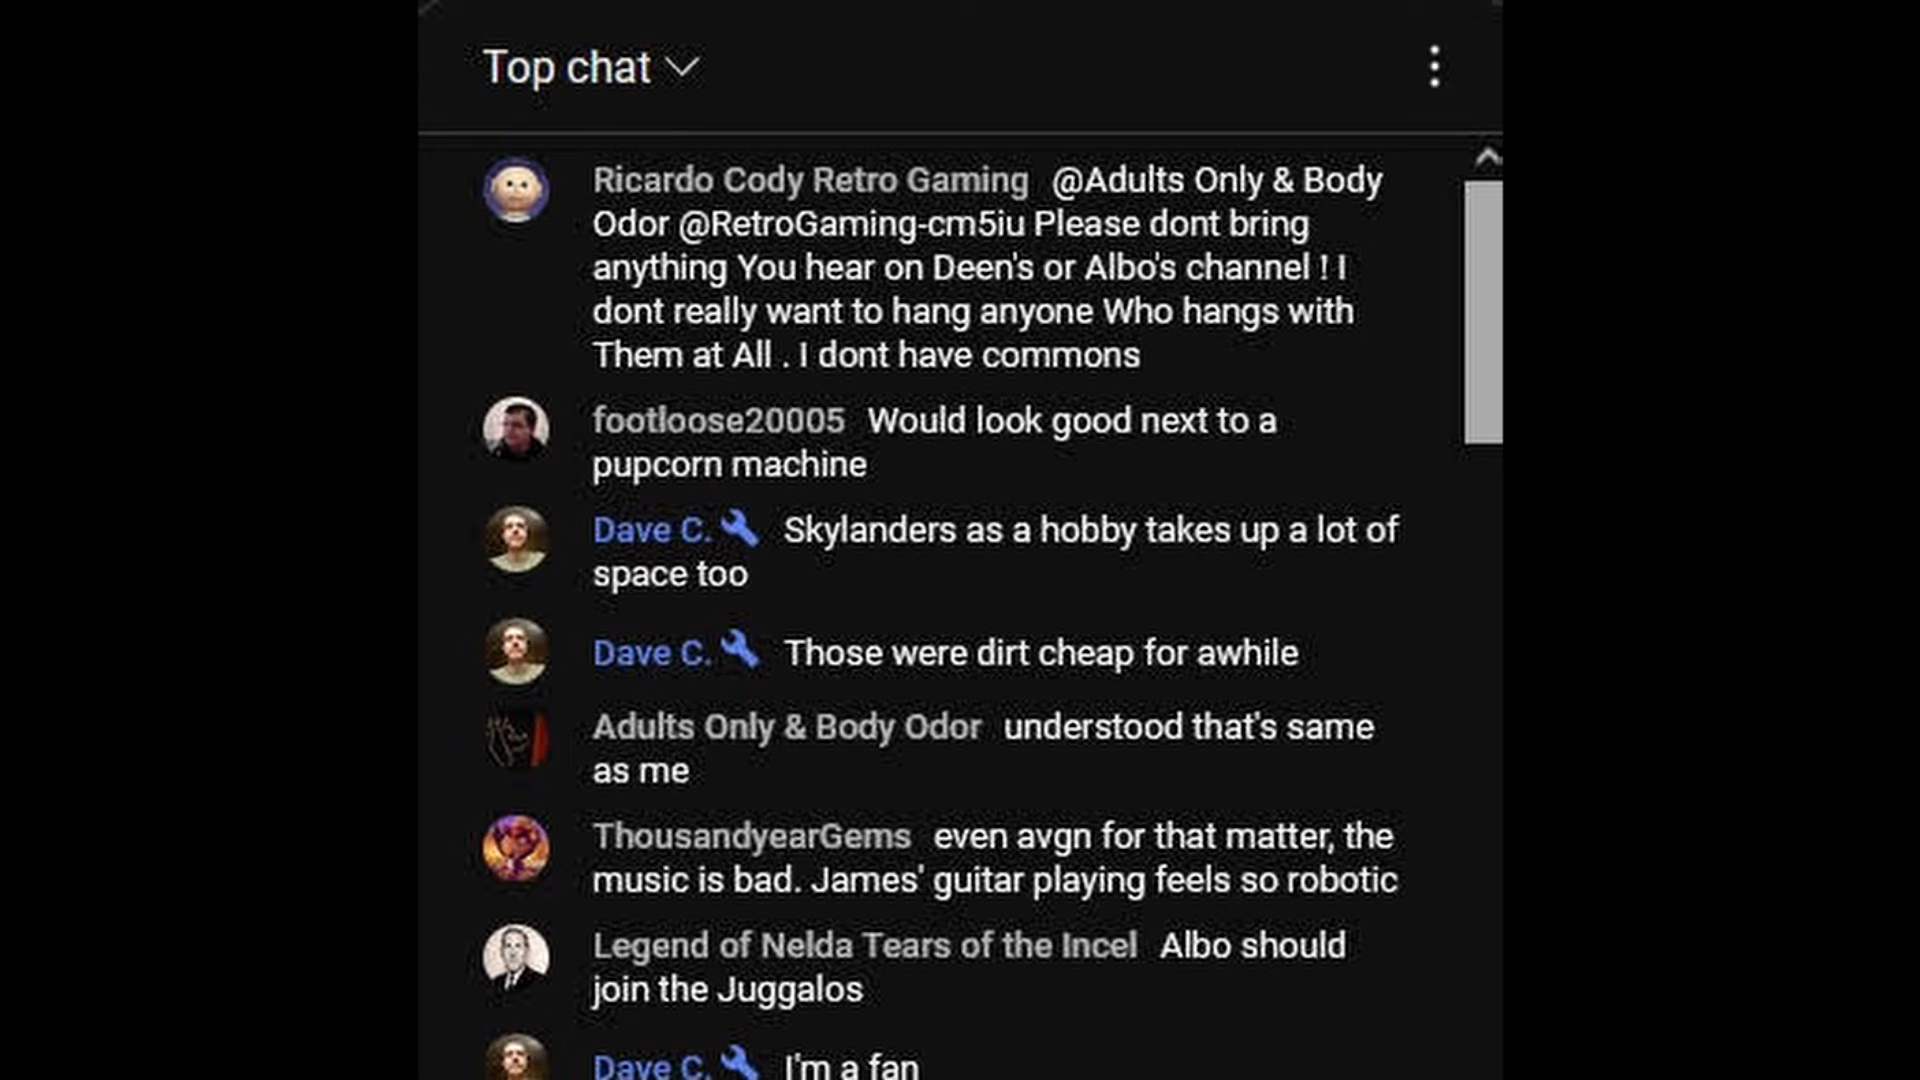 Top chat
Ricardo Cody Retro Gaming @Adults Only & Body
Odor @RetroGaming-cm5iu Please dont bring
anything You hear on Deen's or Albo's channel ! I
dont really want to hang anyone Who hangs with
Them at All . I dont have commons
footloose20005 Would look good next to a
pupcorn machine
Dave C. Skylanders as a hobby takes up a lot of
space too
Dave C. Those were dirt cheap for awhile
Adults Only & Body Odor understood that's same
as me
ThousandyearGems even avgn for that matter, the
music is bad. James' guitar playing feels so robotic
Legend of Nelda Tears of the Incel Albo should
join the Juggalos
Dave C. I'm a fan